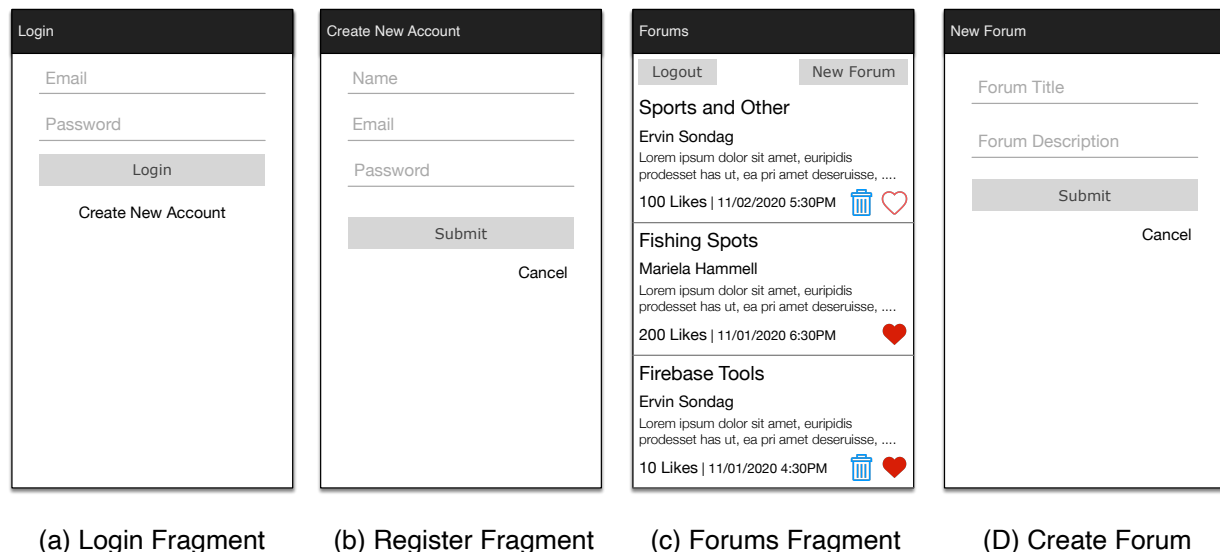 Login
Email
Password
Login
Create New Account
(a) Login Fragment
Create New Account
Name
Email
Password
Submit
Cancel
(b) Register Fragment
Forums
Logout
New Forum
Sports and Other
Ervin Sondag
Lorem ipsum dolor sit amet, euripidis
prodesset has ut, ea pri amet deseruisse, ....
100 Likes | 11/02/2020 5:30PM
Fishing Spots
Mariela Hammell
Lorem ipsum dolor sit amet, euripidis
prodesset has ut, ea pri amet deseruisse, ....
200 Likes | 11/01/2020 6:30PM
Firebase Tools
Ervin Sondag
Lorem ipsum dolor sit amet, euripidis
prodesset has ut, ea pri amet deseruisse, ....
10 Likes | 11/01/2020 4:30PM
(c) Forums Fragment
New Forum
Forum Title
Forum Description
Submit
Cancel
(D) Create Forum